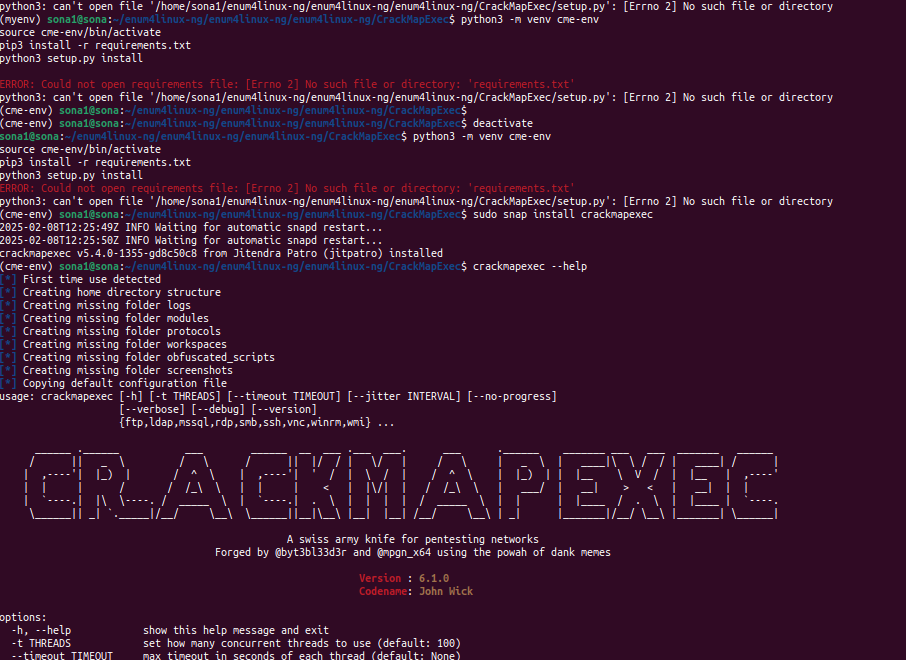 python3: can't open file '/home/sona1/enum4linux-ng/enum4linux-ng/CrackMapExec/setup.py': [Errno 2] No such file or directory
(myenv) sona1@sona:~/enum4linux-ng/enum4linux-ng/CrackMapExec$ python3 -m venv cme-env
source cme-env/bin/activate
pip3 install -r requirements.txt
python3 setup.py install
ERROR: Could not open requirements file: [Errno 2] No such file or directory: 'requirements.txt'
python3: can't open file '/home/sona1/enum4linux-ng/enum4linux-ng/CrackMapExec/setup.py': [Errno 2] No such file or directory
(cme-env) sona1@sona:~/enum4linux-ng/enum4linux-ng/CrackMapExec$
(cme-env) sona1@sona:~/enum4linux-ng/enum4linux-ng/CrackMapExec$ deactivate
sona1@sona:~/enum4linux-ng/enum4linux-ng/CrackMapExec$ python3 -m venv cme-env
source cme-env/bin/activate
pip3 install -r requirements.txt
python3 setup.py install
ERROR: Could not open requirements file: [Errno 2] No such file or directory: 'requirements.txt'
python3: can't open file '/home/sona1/enum4linux-ng/enum4linux-ng/CrackMapExec/setup.py': [Errno 2] No such file or directory
(cme-env) sona1@sona:~/enum4linux-ng/enum4linux-ng/CrackMapExec$ sudo snap install crackmapexec
2025-02-08T12:25:49Z INFO Waiting for automatic snapd restart...
2025-02-08T12:25:50Z INFO Waiting for automatic snapd restart...
crackmapexec v5.4.0-1355-gd8c50c8 from Jitendra Patro (jitpatro) installed
(cme-env) sona1@sona:~/enum4linux-ng/enum4linux-ng/CrackMapExec$ crackmapexec --help
[*] First time use detected
[*] Creating home directory structure
[*] Creating missing folder logs
[*] Creating missing folder modules
[*] Creating missing folder protocols
[*] Creating missing folder workspaces
[*] Creating missing folder obfuscated_scripts
[*] Creating missing folder screenshots
[*] Copying default configuration file
usage: crackmapexec [-h] [-t THREADS] [--timeout TIMEOUT] [--jitter INTERVAL] [--no-progress]
[--verbose] [--debug] [--version]
{ftp,ldap,mssql,rdp,smb,ssh,vnc,winrm,wmi} ...
CRACKMAPEXEC
A swiss army knife for pentesting networks
Forged by @byt3bl33d3r and @mpgn_x64 using the powah of dank memes
Version : 6.1.0
Codename: John Wick
options:
-h, --help show this help message and exit
-t THREADS set how many concurrent threads to use (default: 100)
--timeout TIMEOUT max timeout in seconds of each thread (default: None)